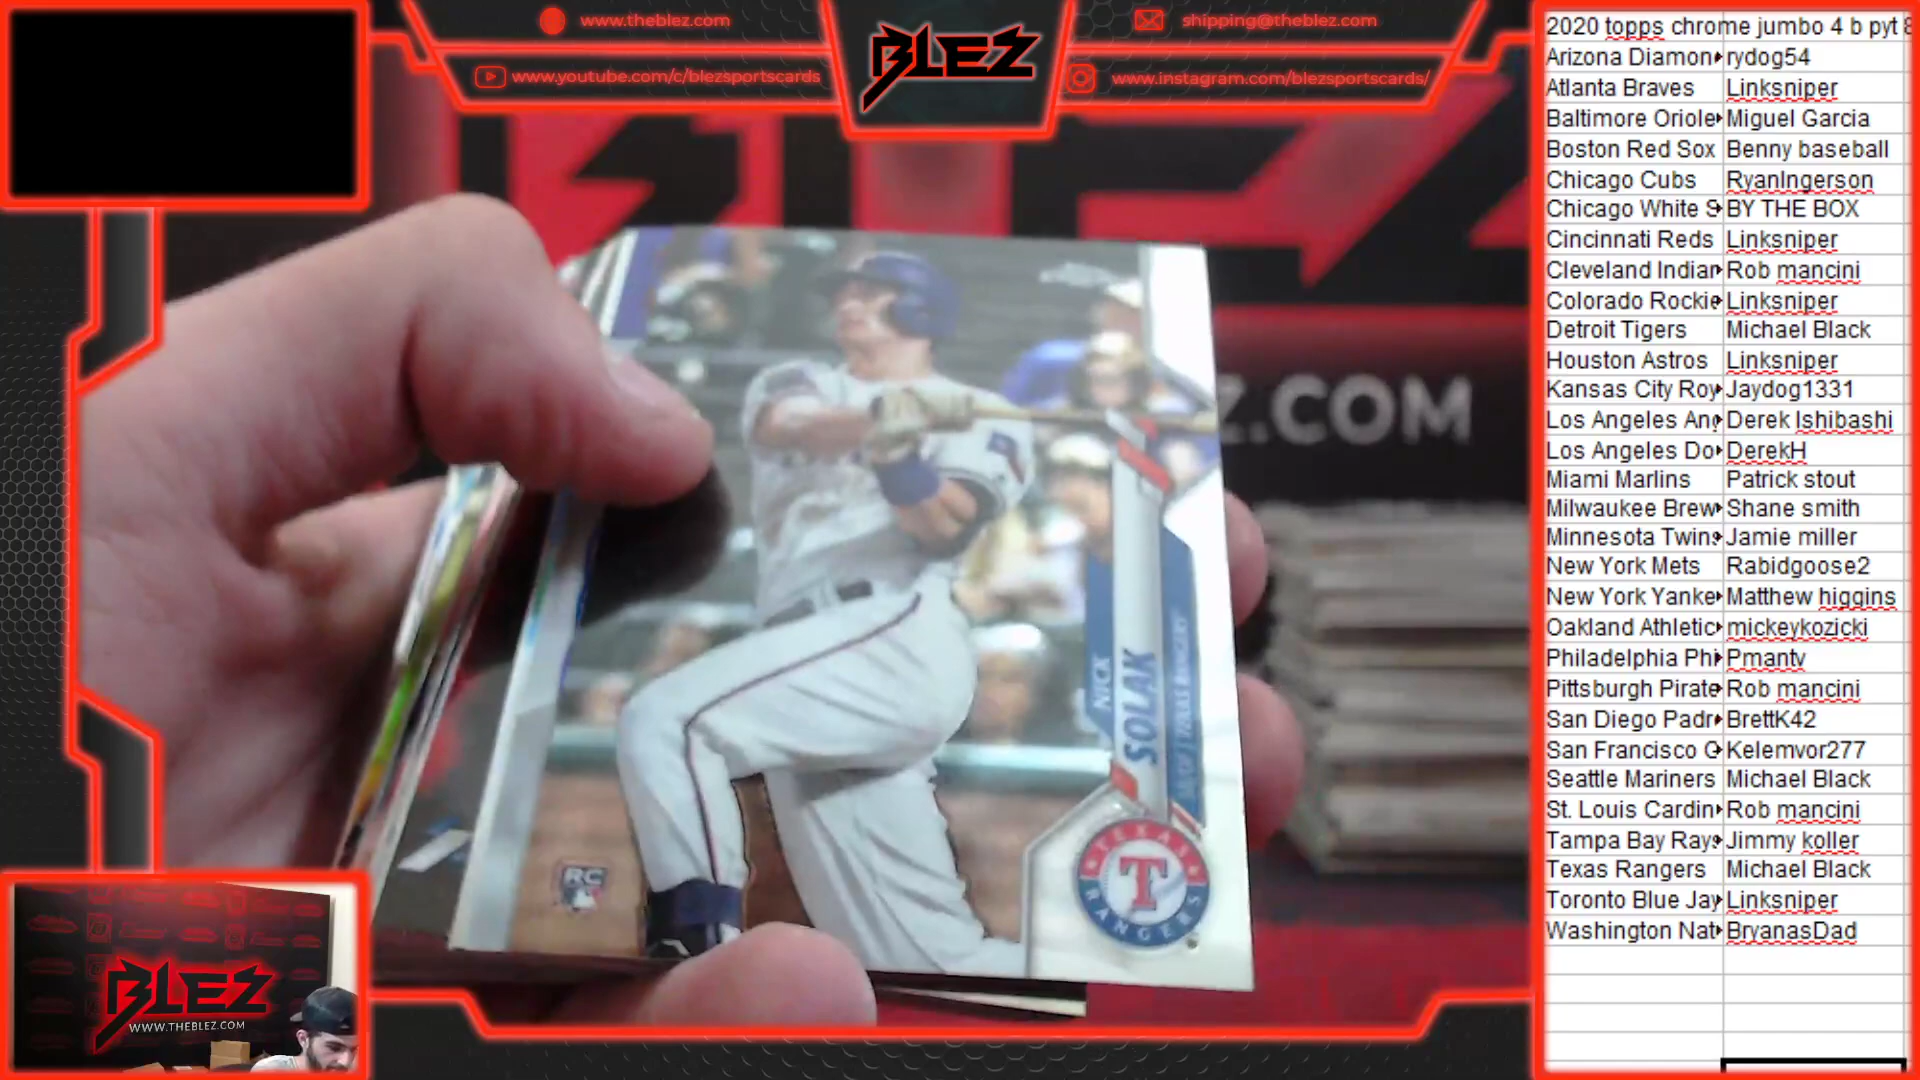 www.theblez.com
shipping@theblez.com
BLEZ
www.youtube.com/c/blezsportscards
www.instagram.com/blezsportscards/
Z.COM
NICK
SOLAK
TEXAS RANGERS
RC
TEXAS
T
RANGERS
BLEZ
WWW.THEBLEZ.COM
2020 topps chrome jumbo 4 b pyt 8
Arizona Diamon rydog54
Atlanta Braves Linksniper
Baltimore Oriole Miguel Garcia
Boston Red Sox Benny baseball
Chicago Cubs RyanIngerson
Chicago White S BY THE BOX
Cincinnati Reds Linksniper
Cleveland Indian Rob mancini
Colorado Rockie Linksniper
Detroit Tigers Michael Black
Houston Astros Linksniper
Kansas City Roy Jaydog1331
Los Angeles Ang Derek Ishibashi
Los Angeles Do DerekH
Miami Marlins Patrick stout
Milwaukee Brew Shane smith
Minnesota Twins Jamie miller
New York Mets Rabidgoose2
New York Yanke Matthew higgins
Oakland Athletic mickeykozicki
Philadelphia Phi Pmantv
Pittsburgh Pirate Rob mancini
San Diego Padr BrettK42
San Francisco G Kelemvor277
Seattle Mariners Michael Black
St. Louis Cardin Rob mancini
Tampa Bay Rays Jimmy koller
Texas Rangers Michael Black
Toronto Blue Jay Linksniper
Washington Nat BryanasDad